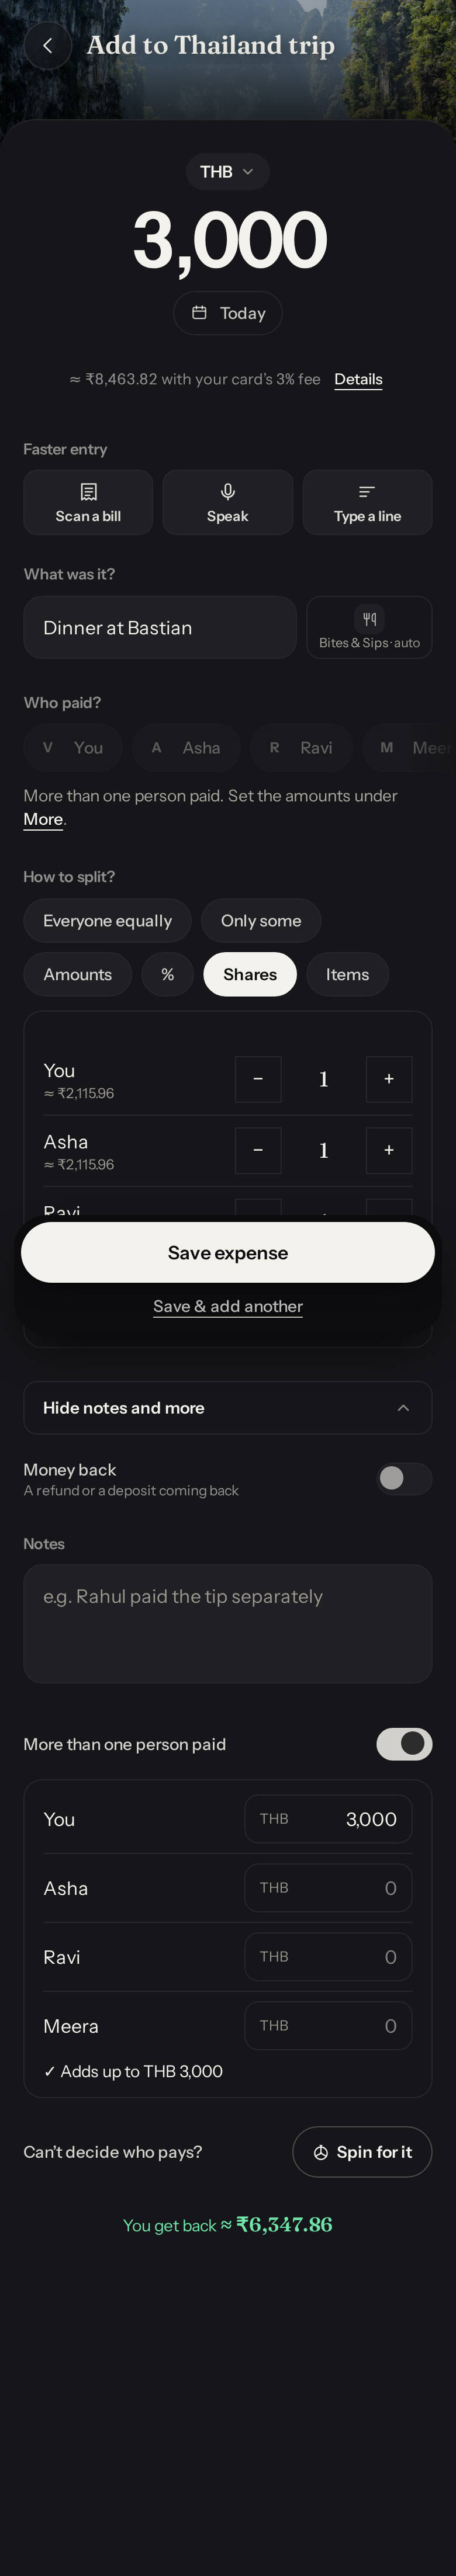 Add to Thailand trip
THB
3,000
Today
≈ ₹8,463.82 with your card's 3% fee Details
Faster entry
Scan a bill Speak Type a line
What was it?
Dinner at Bastian
Bites & Sips · auto
Who paid?
V You A Asha R Ravi M Meer
More than one person paid. Set the amounts under
More.
How to split?
Everyone equally Only some
Amounts % Shares Items
You
≈ ₹2,115.96
− 1 +
Asha
≈ ₹2,115.96
− 1 +
Ravi
Save expense
Save & add another
Hide notes and more
Money back
A refund or a deposit coming back
Notes
e.g. Rahul paid the tip separately
More than one person paid
You THB 3,000
Asha THB 0
Ravi THB 0
Meera THB 0
✓ Adds up to THB 3,000
Can't decide who pays? Spin for it
You get back ≈ ₹6,347.86